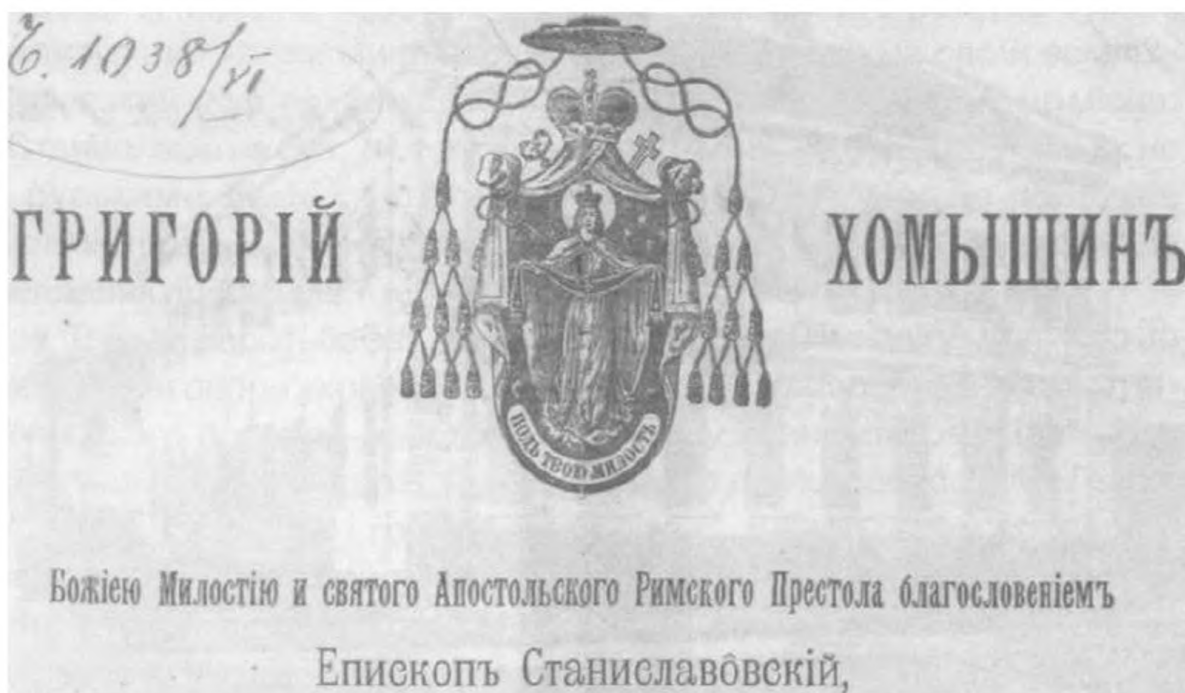 Ч. 1038/VI
ГРИГОРІЙ ХОМЫШИНЪ
ПОДЪ ТВОЮ МИЛОСТЬ
Божіею Милостію и святого Апостольского Римского Престола благословеніемъ
Епископъ Станиславôвскій,